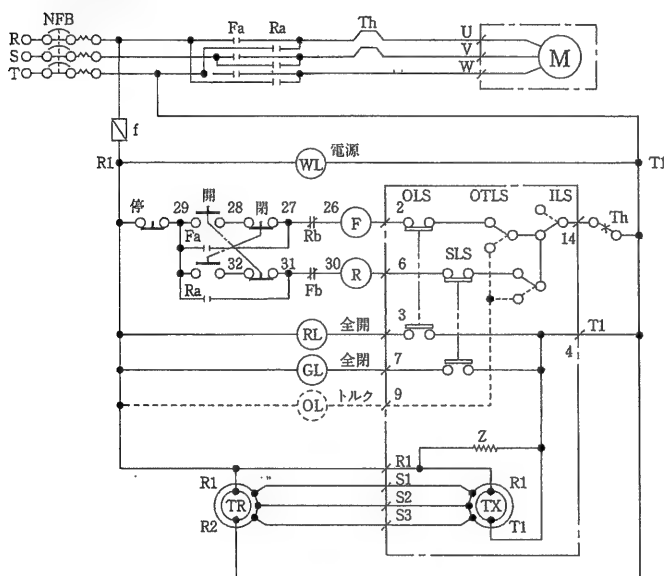 NFB
R
S
T
Fa Ra Th
U
V
W
M
f
R1 WL 電源 T1
停 29 開 28 閉 27 26
Fa Rb F 2
OLS OTLS ILS
14 Th
32 31 30
Ra Fb R 6 SLS
RL 全開 3 T1
4
GL 全閉 7
OL トルク 9
Z
R1
R1 S1 R1
TR S2 TX
R2 S3 T1